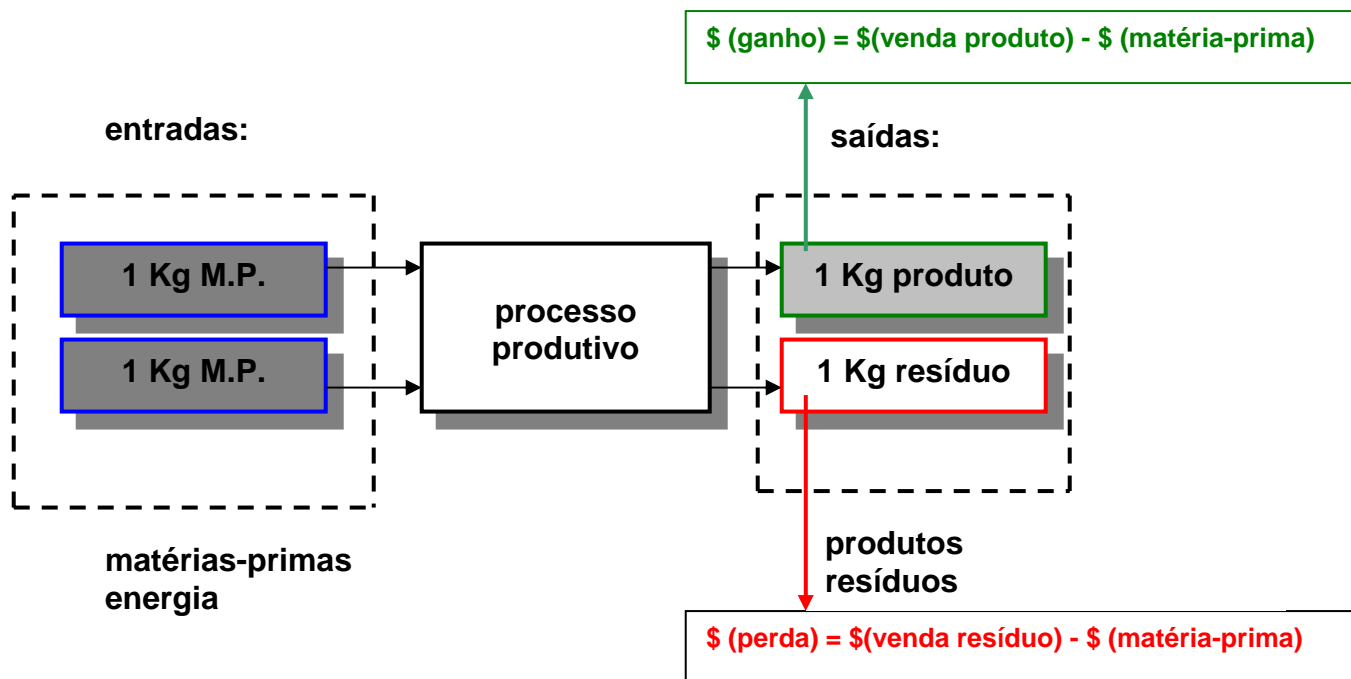 $ (ganho) = $(venda produto) - $ (matéria-prima)
entradas:
saídas:
1 Kg M.P.
1 Kg M.P.
processo
produtivo
1 Kg produto
1 Kg resíduo
matérias-primas
energia
produtos
resíduos
$ (perda) = $(venda resíduo) - $ (matéria-prima)